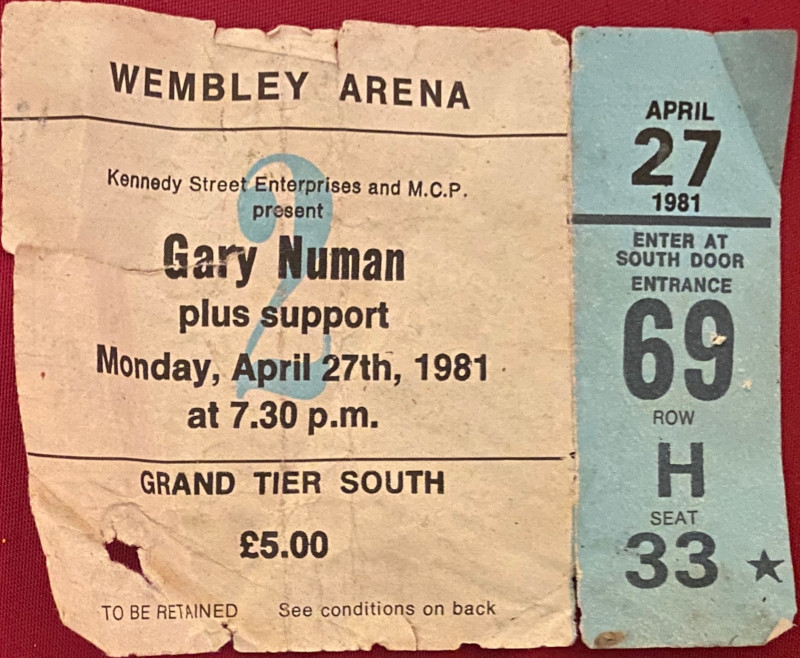 WEMBLEY ARENA
2
Kennedy Street Enterprises and M.C.P.
present
Gary Numan
plus support
Monday, April 27th, 1981
at 7.30 p.m.
GRAND TIER SOUTH
£5.00
TO BE RETAINED See conditions on back
APRIL
27
1981
ENTER AT
SOUTH DOOR
ENTRANCE
69
ROW
H
SEAT
33